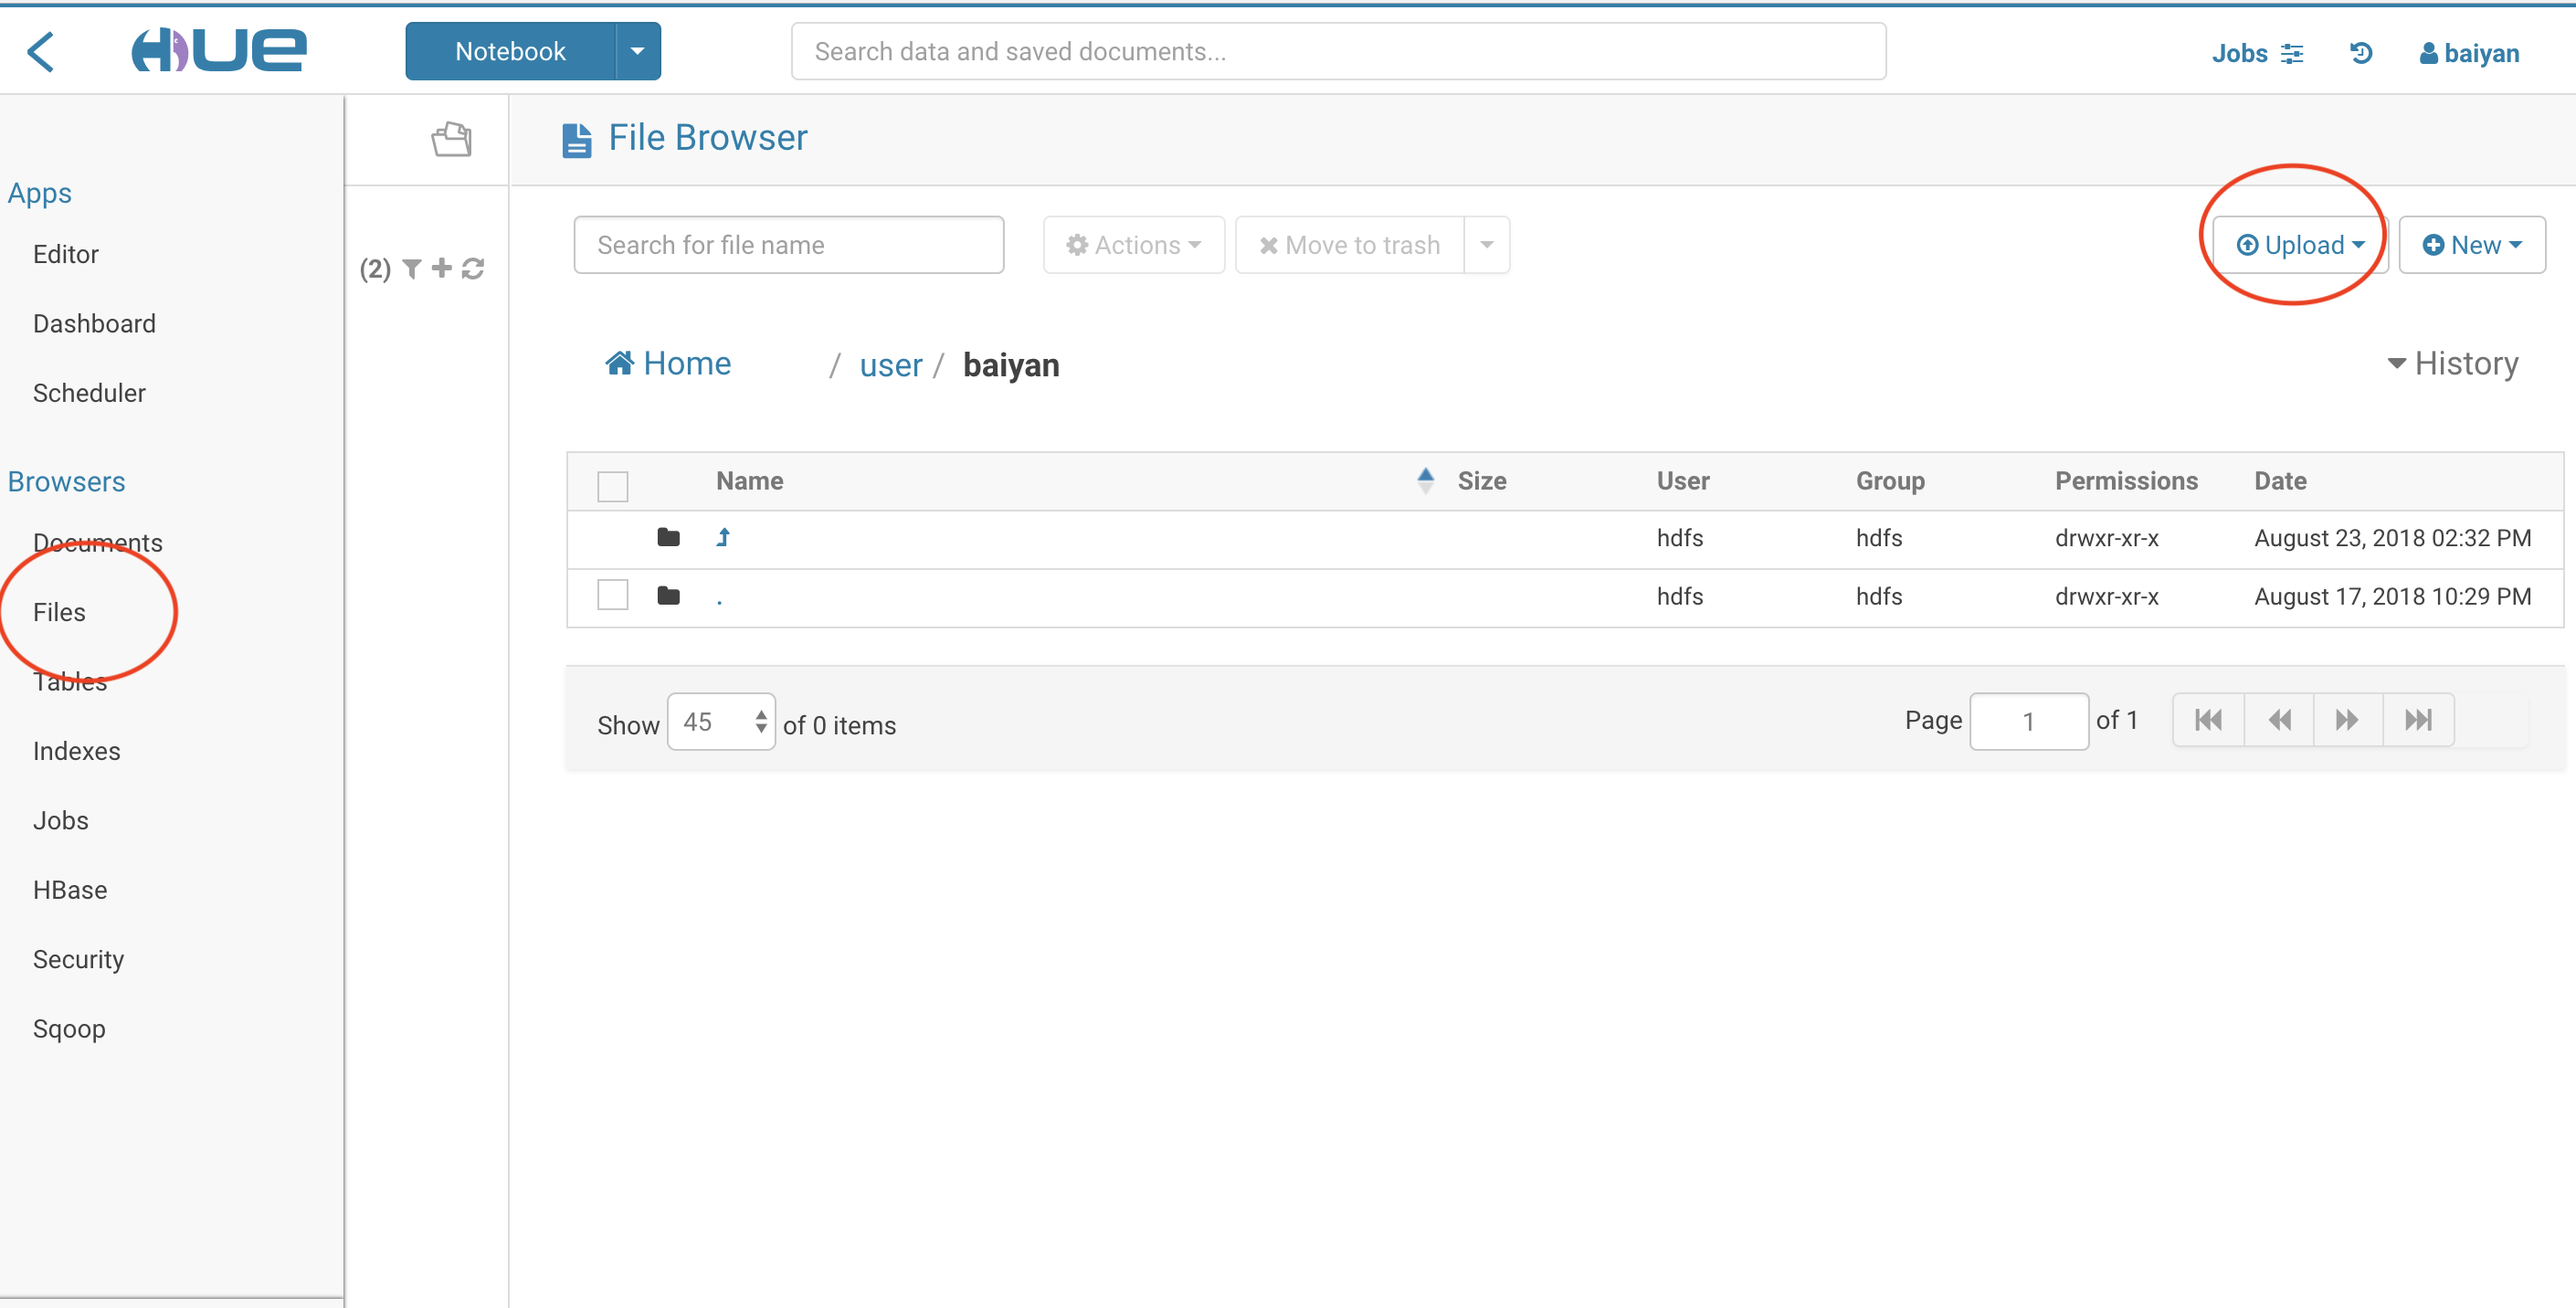 HUE Notebook Search data and saved documents... Jobs baiyan
File Browser
Apps
Editor
Dashboard
Scheduler
Browsers
Documents
Files
Tables
Indexes
Jobs
HBase
Security
Sqoop
(2)
Search for file name Actions Move to trash Upload New
Home / user / baiyan History
Name Size User Group Permissions Date
hdfs hdfs drwxr-xr-x August 23, 2018 02:32 PM
. hdfs hdfs drwxr-xr-x August 17, 2018 10:29 PM
Show 45 of 0 items Page 1 of 1